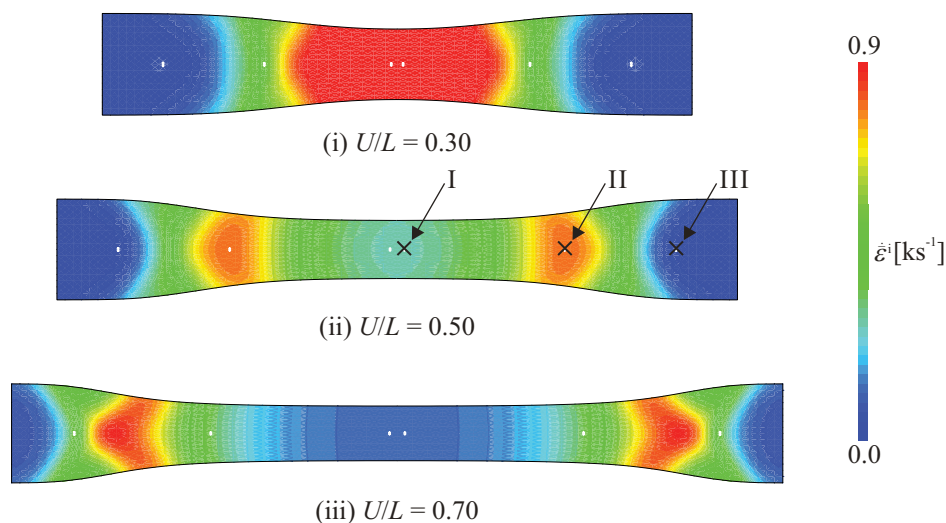 0.9
(i) U/L = 0.30
I
II
III
ε̇ⁱ[ks⁻¹]
(ii) U/L = 0.50
0.0
(iii) U/L = 0.70